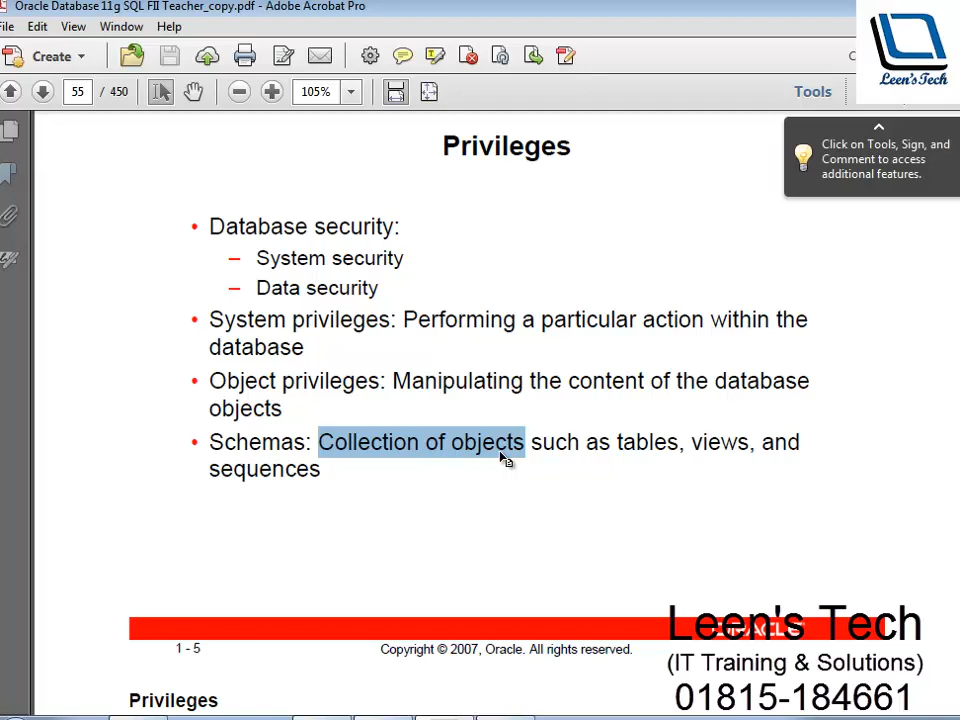 Oracle Database 11g SQL FII Teacher_copy.pdf - Adobe Acrobat Pro
File Edit View Window Help
Create
55 / 450 105% Tools
Leen's Tech
Click on Tools, Sign, and
Comment to access
additional features.
Privileges
• Database security:
– System security
– Data security
• System privileges: Performing a particular action within the
database
• Object privileges: Manipulating the content of the database
objects
• Schemas: Collection of objects such as tables, views, and
sequences
ORACLE
1 - 5 Copyright © 2007, Oracle. All rights reserved.
Leen's Tech
(IT Training & Solutions)
01815-184661
Privileges